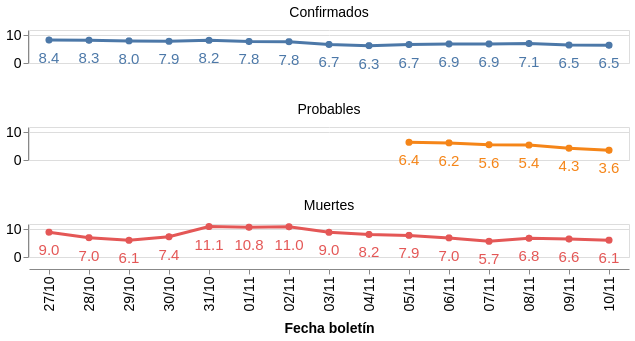 Confirmados
10
0
8.4 8.3 8.0 7.9 8.2 7.8 7.8 6.7 6.3 6.7 6.9 6.9 7.1 6.5 6.5
Probables
10
0
6.4 6.2 5.6 5.4 4.3 3.6
Muertes
10
0
9.0 7.0 6.1 7.4 11.1 10.8 11.0 9.0 8.2 7.9 7.0 5.7 6.8 6.6 6.1
27/10 28/10 29/10 30/10 31/10 01/11 02/11 03/11 04/11 05/11 06/11 07/11 08/11 09/11 10/11
Fecha boletín